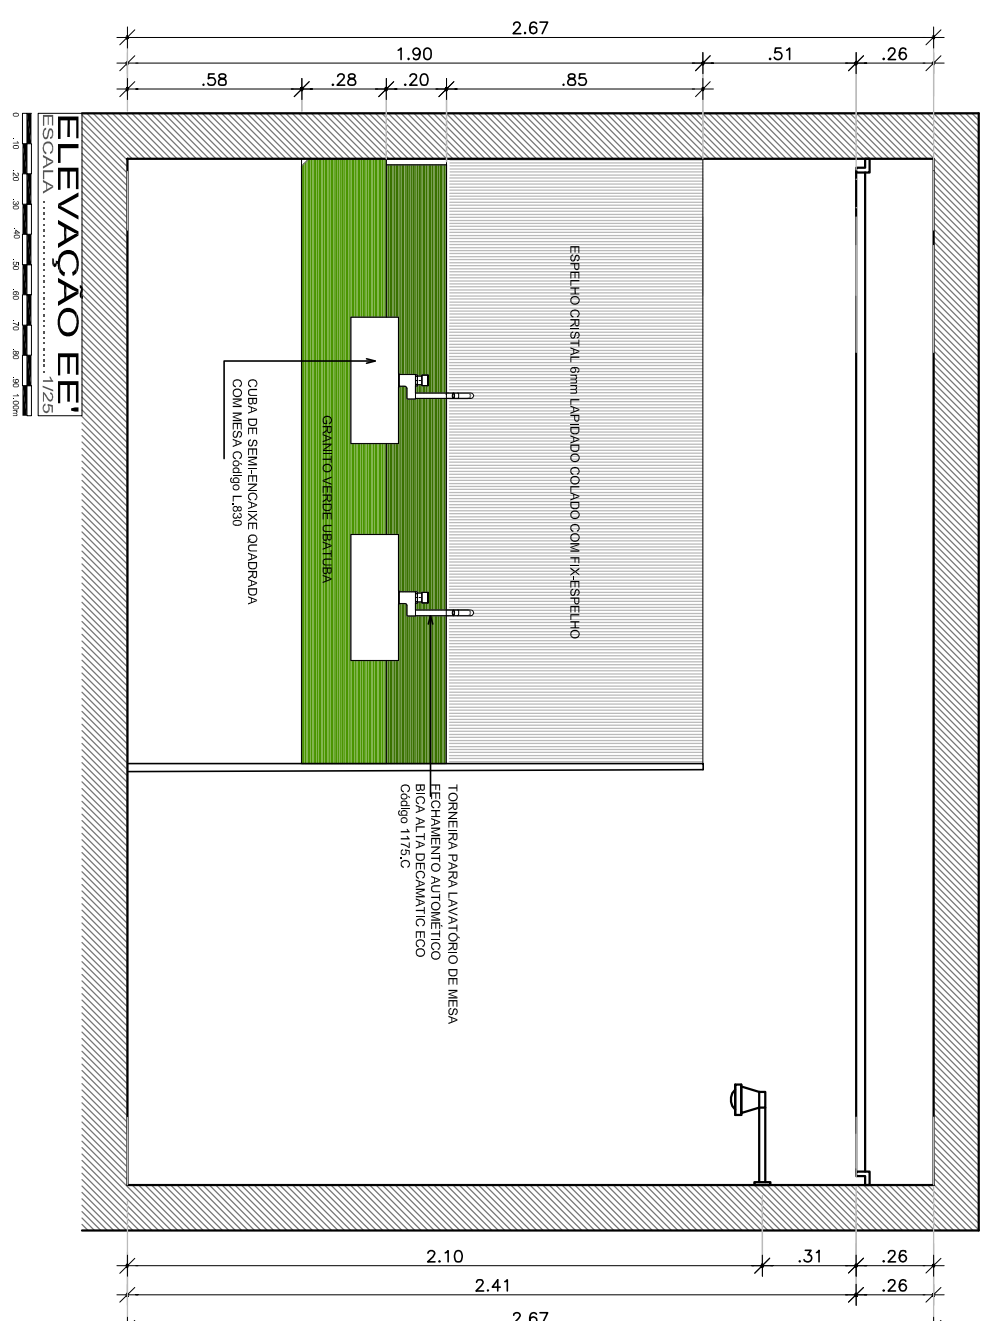 2.67
1.90
.51
.26
.58
.28
.20
.85
ELEVAÇÃO EE'
ESCALA ........................ 1/25
0 .10 .20 .30 .40 .50 .60 .70 .80 .90 1.00m
ESPELHO CRISTAL 6mm LAPIDADO COLADO COM FIX-ESPELHO
GRANITO VERDE UBATUBA
CUBA DE SEMI-ENCAIXE QUADRADA
COM MESA Código L.830
TORNEIRA PARA LAVATÓRIO DE MESA
FECHAMENTO AUTOMÉTICO
BICA ALTA DECAMATIC ECO
Código 1175.C
2.10
.31
.26
2.41
.26
2.67